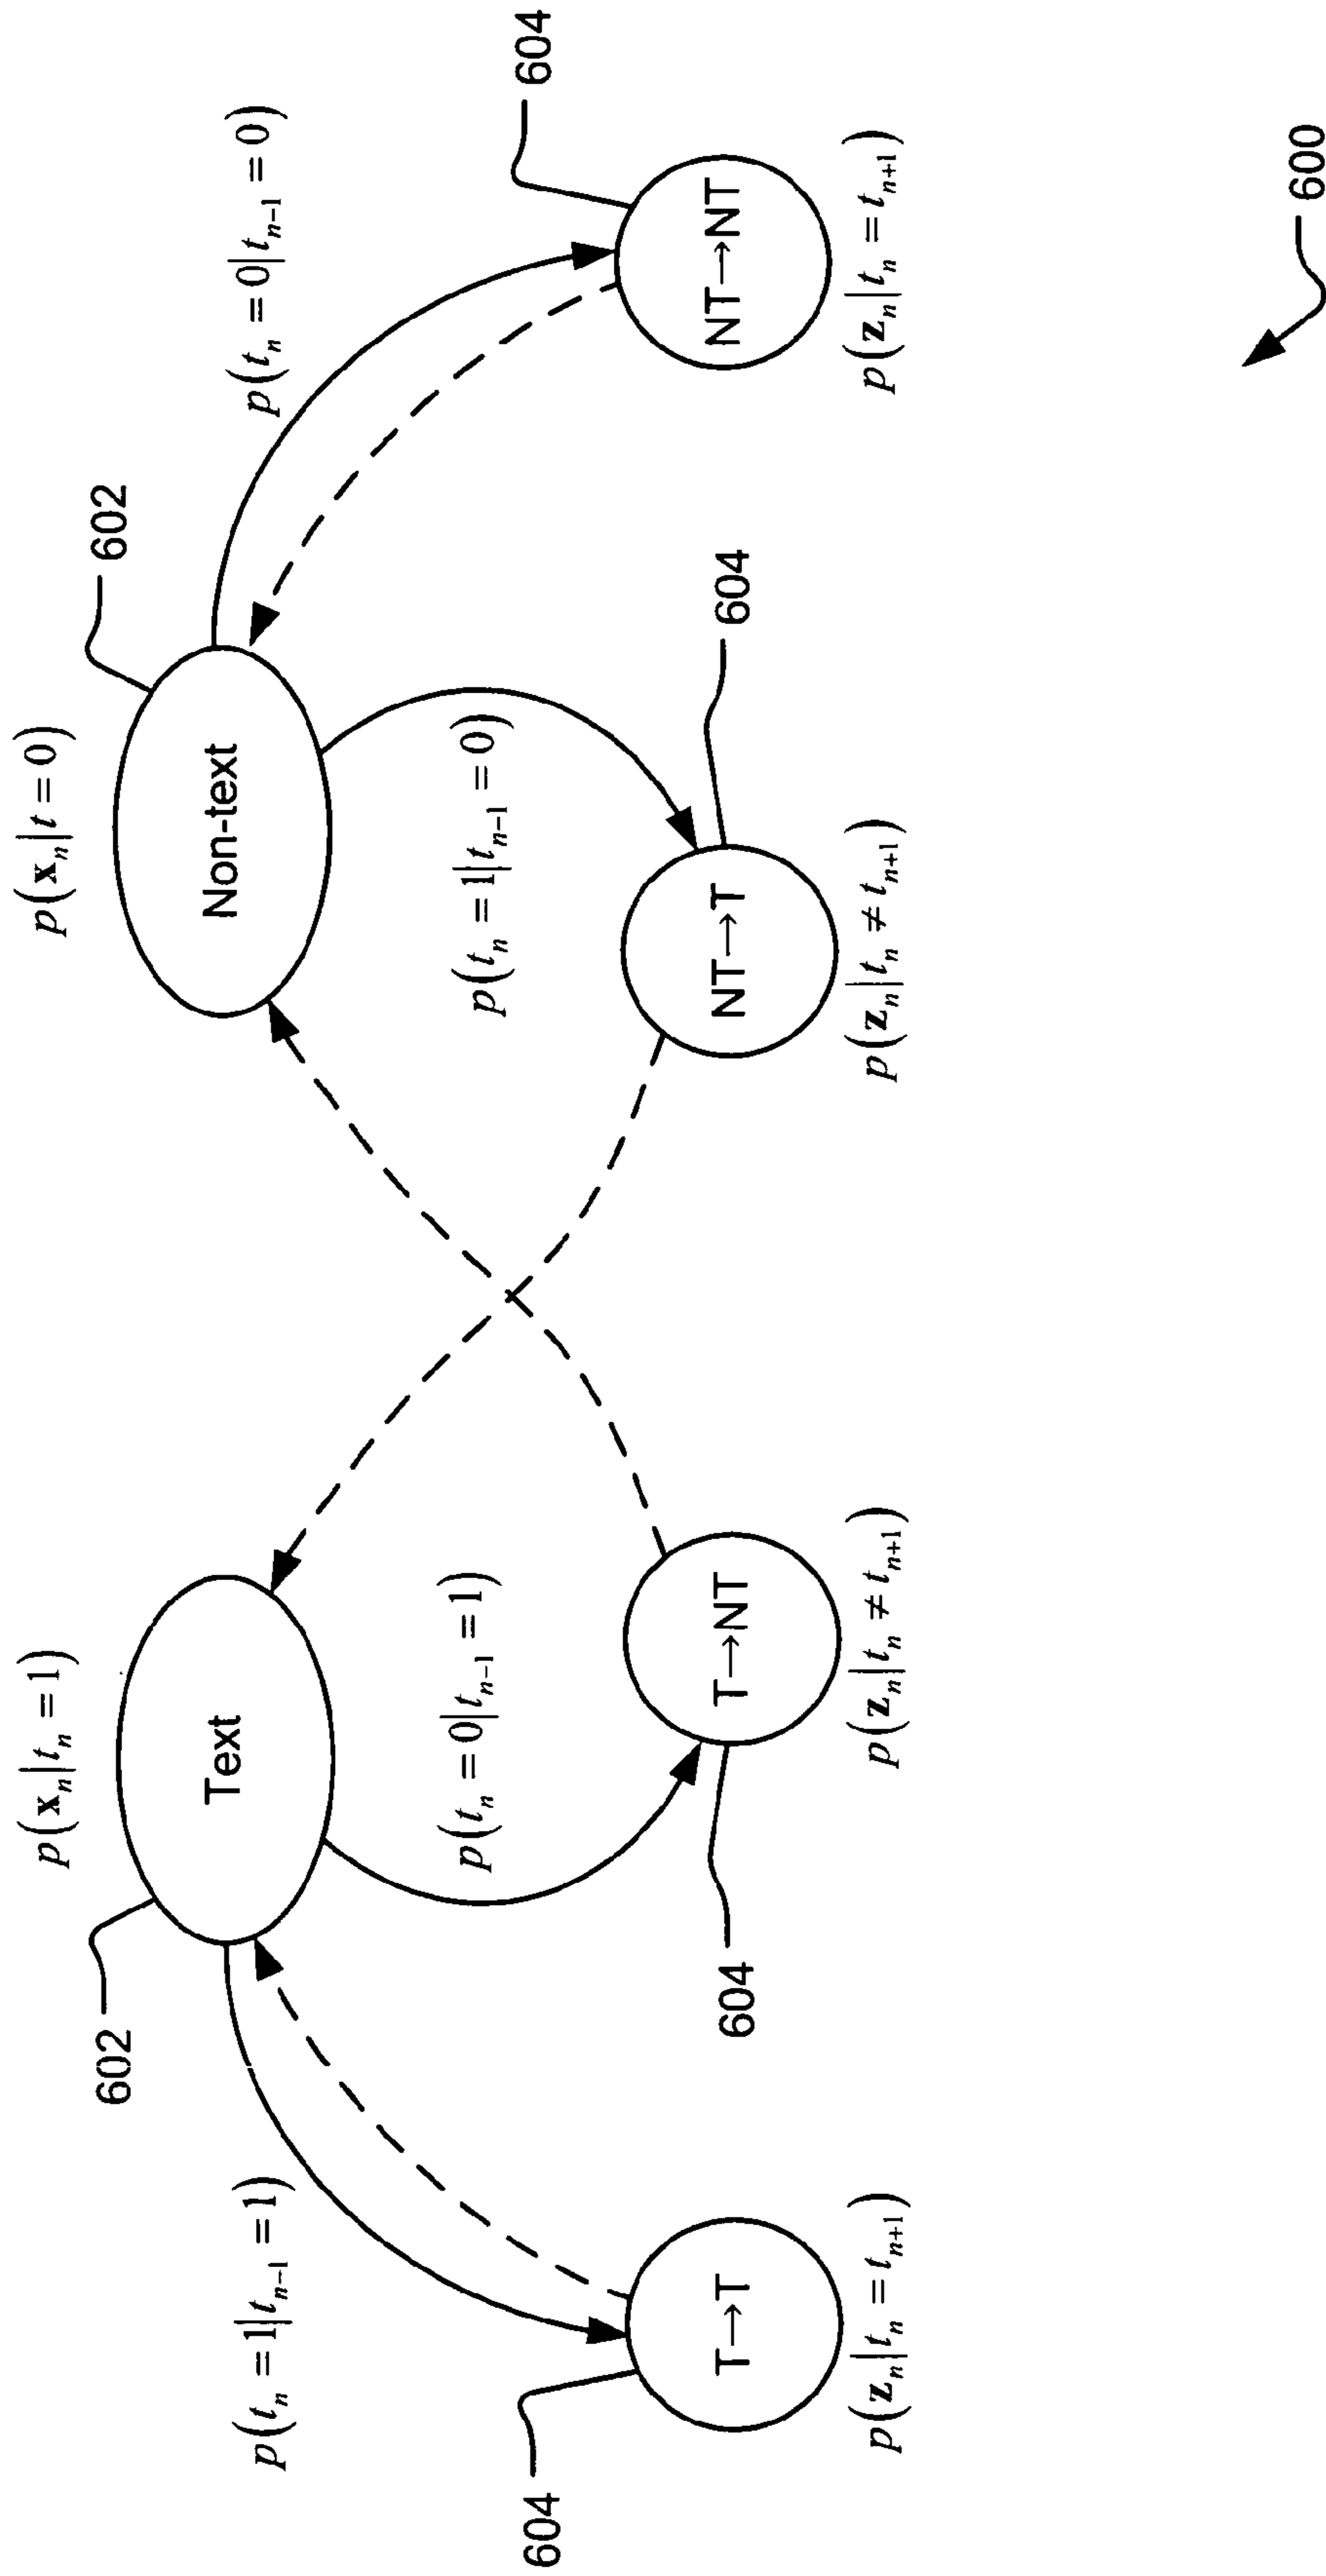 p(x_n|t_n = 1)
p(x_n|t = 0)
602
602
Text
Non-text
p(t_n = 1|t_{n-1} = 1)
p(t_n = 0|t_{n-1} = 0)
p(t_n = 0|t_{n-1} = 1)
p(t_n = 1|t_{n-1} = 0)
604
604
604
604
T→T
T→NT
NT→T
NT→NT
p(z_n|t_n = t_{n+1})
p(z_n|t_n ≠ t_{n+1})
p(z_n|t_n ≠ t_{n+1})
p(z_n|t_n = t_{n+1})
600